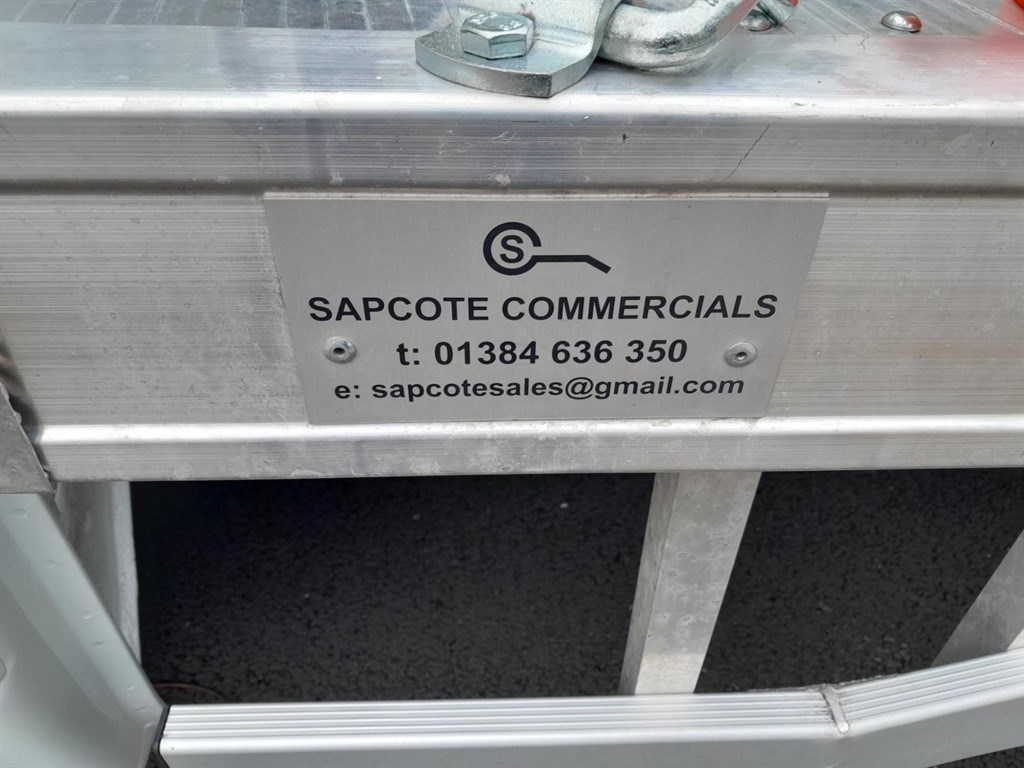 S
SAPCOTE COMMERCIALS
t: 01384 636 350
e: sapcotesales@gmail.com